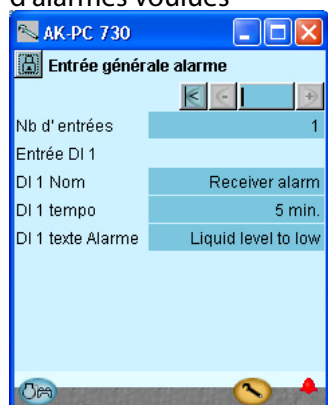 d'alarmes voulues
AK-PC 730
Entrée générale alarme
Nb d' entrées 1
Entrée DI 1
DI 1 Nom Receiver alarm
DI 1 tempo 5 min.
DI 1 texte Alarme Liquid level to low